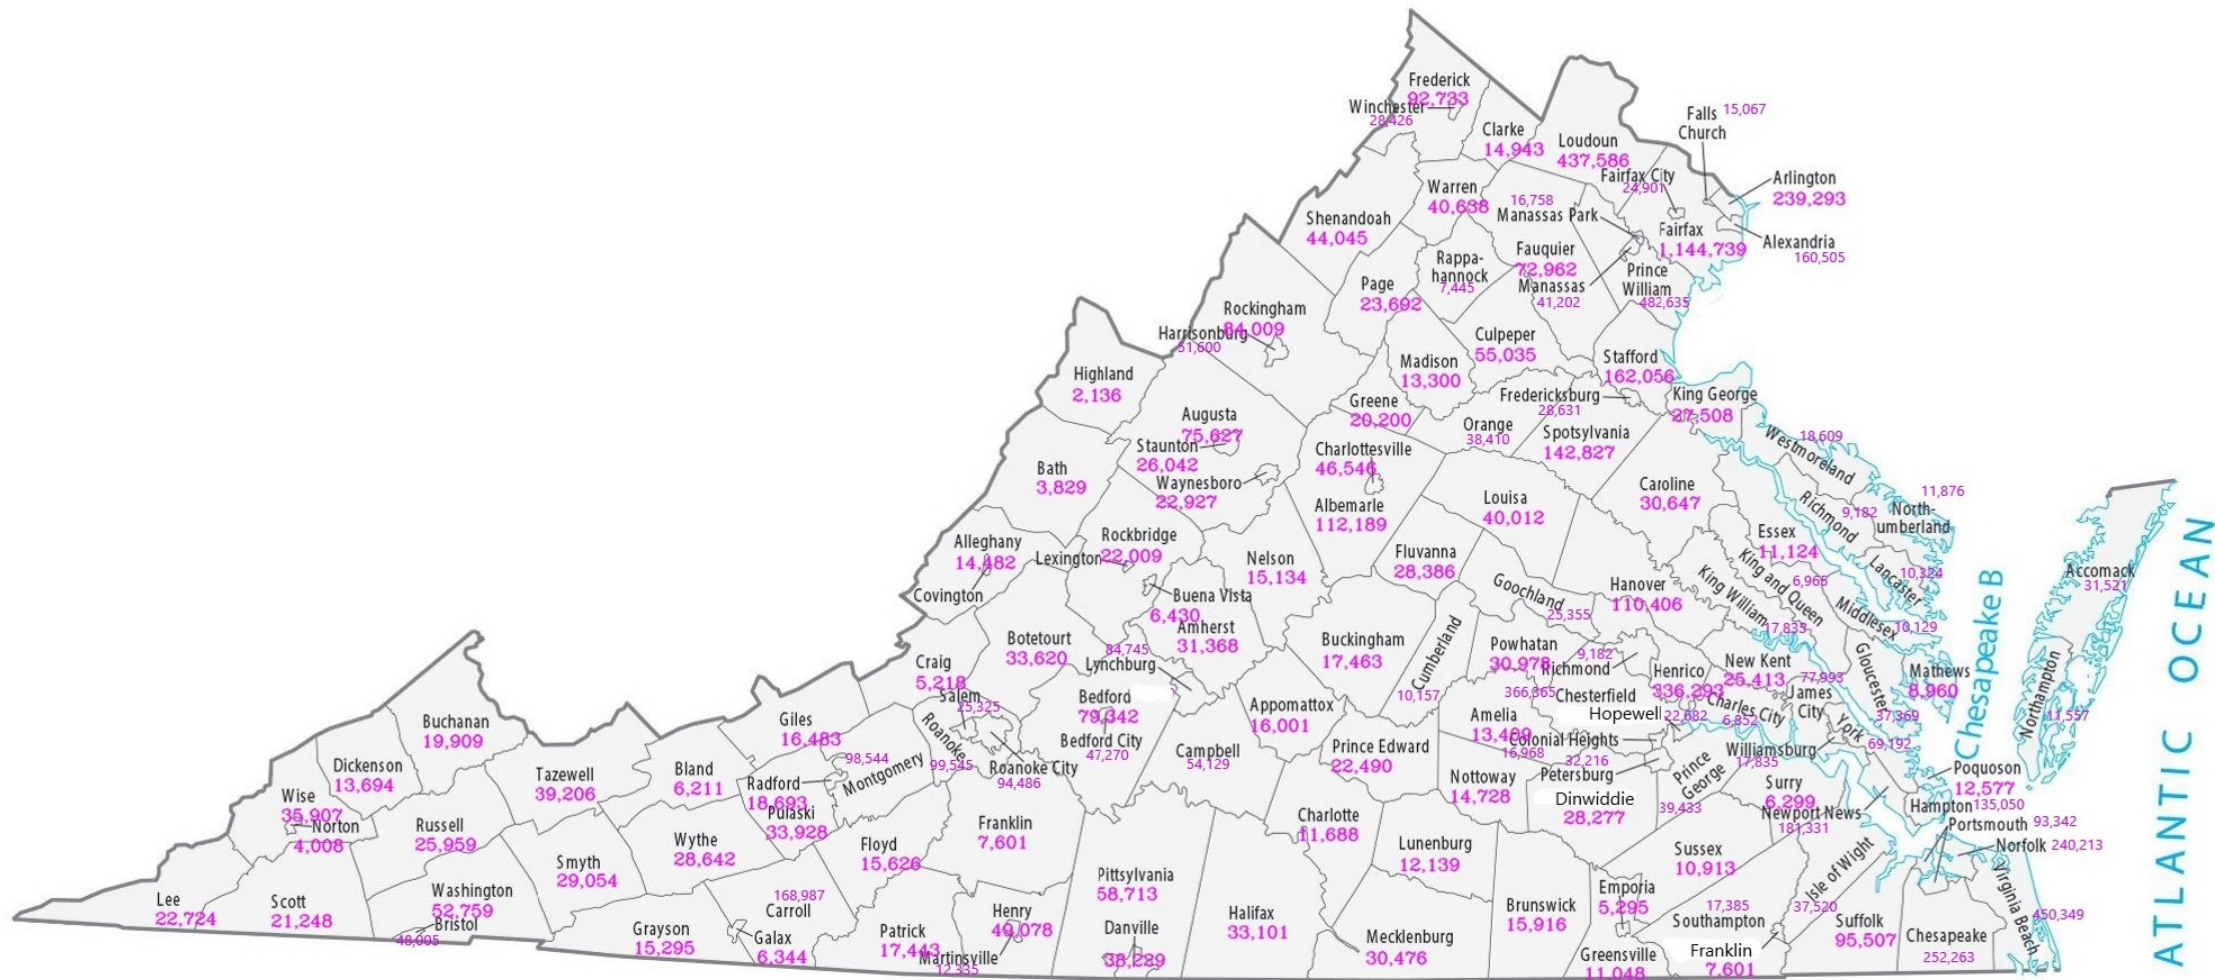 Frederick
92,733
Winchester
28,426
Clarke
14,943
Loudoun
437,586
Falls
Church
15,067
Fairfax City
24,901
Arlington
239,293
Warren
40,638
16,758
Manassas Park
Shenandoah
44,045
Fairfax
1,144,739
Alexandria
160,505
Rappa-
hannock
7,445
Fauquier
72,962
Manassas
41,202
Prince
William
482,635
Page
23,692
Rockingham
84,009
Harrisonburg
51,600
Culpeper
55,035
Madison
13,300
Stafford
162,056
Highland
2,136
Greene
20,200
Fredericksburg
28,631
King George
27,508
Augusta
75,627
Staunton
26,042
Waynesboro
22,927
Orange
38,410
Spotsylvania
142,827
Charlottesville
46,546
Westmoreland
18,609
Bath
3,829
Albemarle
112,189
Louisa
40,012
Caroline
30,647
Richmond
9,182
11,876
North-
umberland
Essex
11,124
Alleghany
14,482
Covington
Rockbridge
22,009
Lexington
Nelson
15,134
Fluvanna
28,386
Goochland
25,355
Hanover
110,406
King William
17,835
King and Queen
6,965
Lancaster
10,324
Middlesex
10,129
Accomack
31,521
Buena Vista
6,430
Amherst
31,368
Botetourt
33,620
84,745
Lynchburg
Buckingham
17,463
Cumberland
10,157
Powhatan
30,978
9,182
Richmond
Henrico
336,293
New Kent
25,413
Gloucester
37,369
Mathews
8,960
Chesapeake B
Northampton
11,557
ATLANTIC OCEAN
Craig
5,218
Salem
25,325
Roanoke
99,545
Roanoke City
94,486
Bedford
79,342
Bedford City
47,270
Appomattox
16,001
366,365
Chesterfield
Hopewell
22,682
Charles City
6,852
77,993
James
City
York
69,192
Buchanan
19,909
Giles
16,483
98,544
Montgomery
Campbell
54,129
Prince Edward
22,490
Amelia
13,409
16,968
Colonial Heights
32,216
Petersburg
Prince
George
39,433
Williamsburg
17,835
Poquoson
12,577
Dickenson
13,694
Tazewell
39,206
Bland
6,211
Radford
18,693
Pulaski
33,928
Nottoway
14,728
Dinwiddie
28,277
Surry
6,299
Newport News
181,331
Hampton
135,050
Portsmouth
93,342
Norfolk
240,213
Wise
35,907
Norton
4,008
Russell
25,959
Smyth
29,054
Wythe
28,642
Floyd
15,626
Franklin
7,601
Charlotte
11,688
Lunenburg
12,139
Sussex
10,913
Isle of Wight
37,520
Lee
22,724
Scott
21,248
Washington
52,759
Bristol
48,005
Grayson
15,295
168,987
Carroll
Galax
6,344
Patrick
17,443
Henry
49,078
Martinsville
12,335
Pittsylvania
58,713
Danville
38,239
Halifax
33,101
Mecklenburg
30,476
Brunswick
15,916
Emporia
5,295
Greensville
11,048
17,385
Southampton
Franklin
7,601
Suffolk
95,507
Chesapeake
252,263
Virginia Beach
450,349